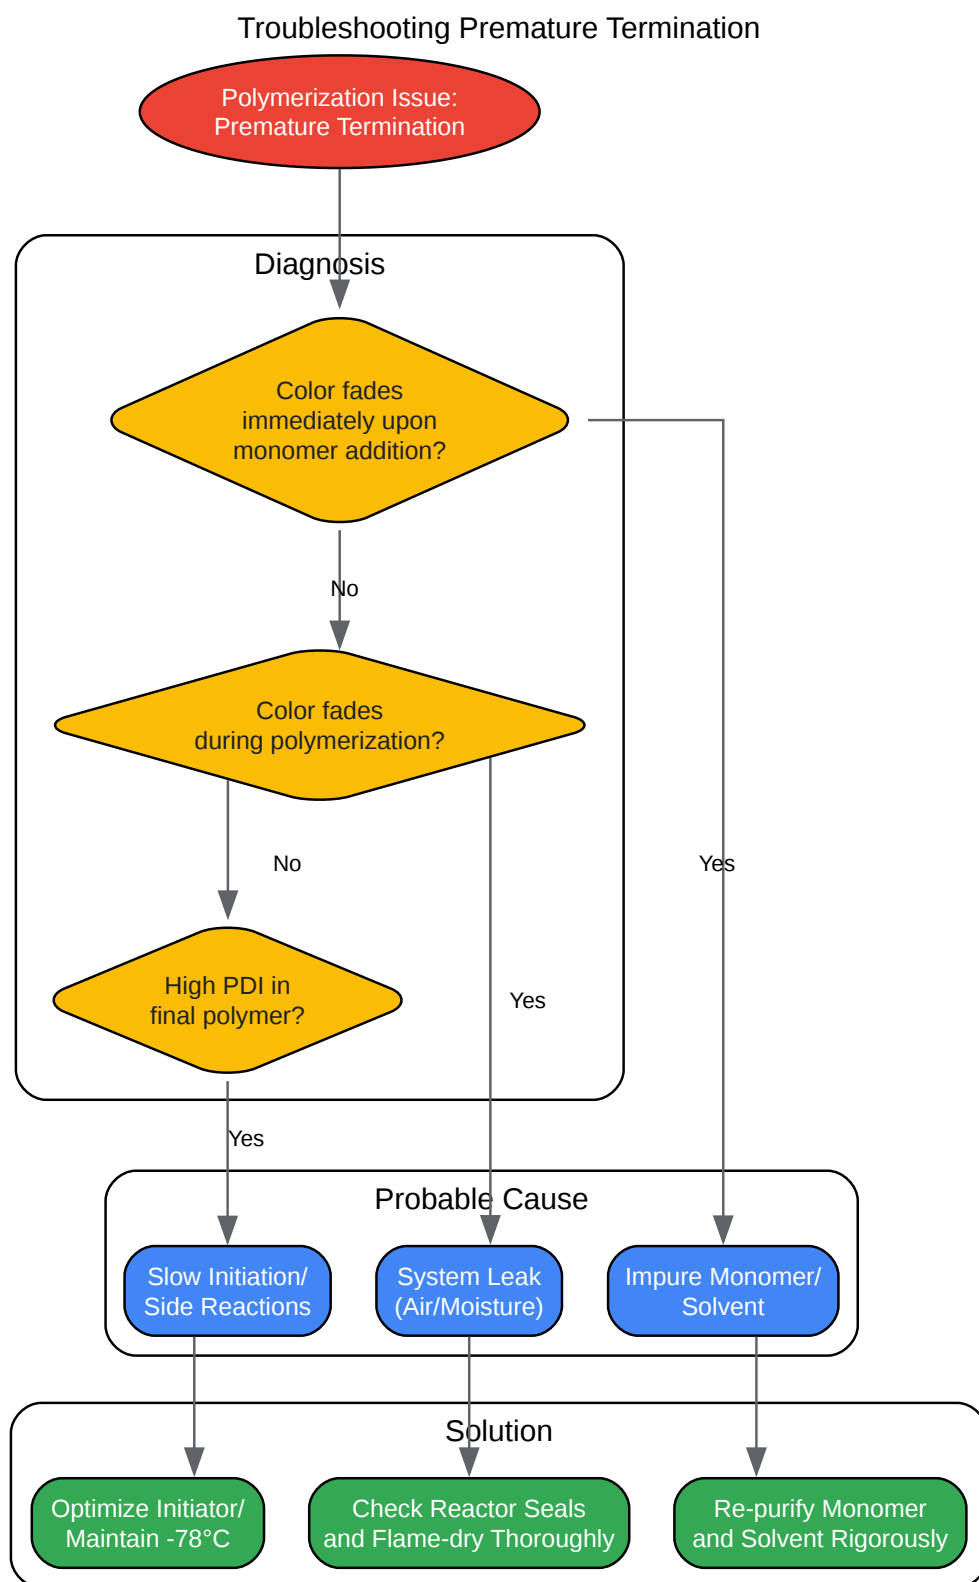 Troubleshooting Premature Termination
Polymerization Issue:
Premature Termination
Diagnosis
Color fades
immediately upon
monomer addition?
No
Color fades
during polymerization?
No
Yes
High PDI in
final polymer?
Yes
Yes
Probable Cause
Slow Initiation/
Side Reactions
System Leak
(Air/Moisture)
Impure Monomer/
Solvent
Solution
Optimize Initiator/
Maintain -78°C
Check Reactor Seals
and Flame-dry Thoroughly
Re-purify Monomer
and Solvent Rigorously